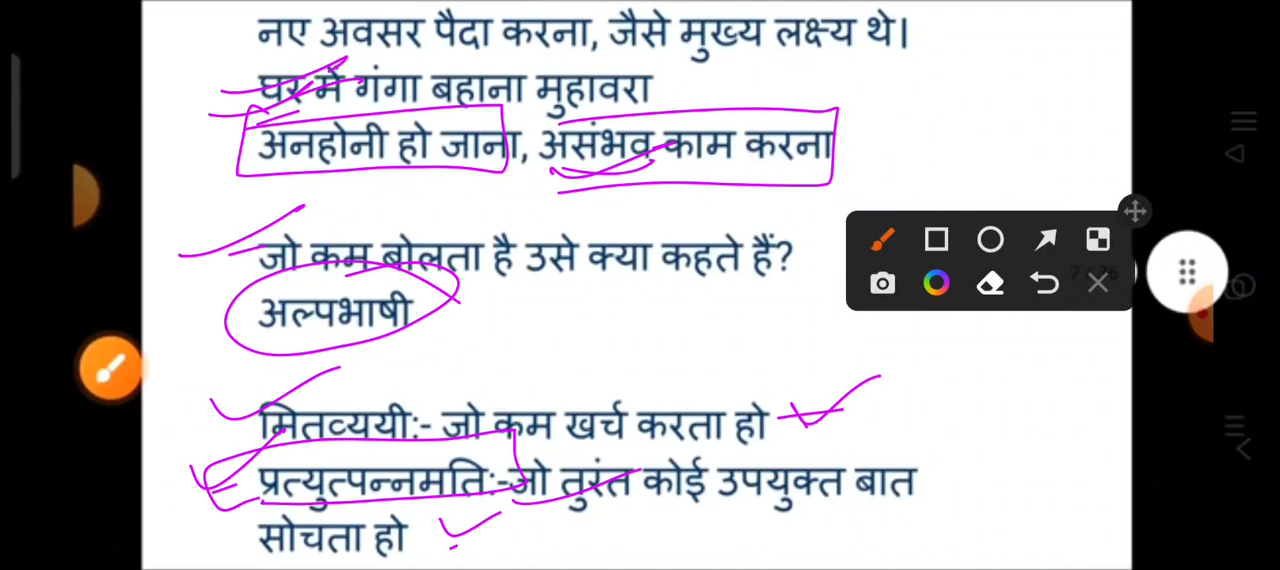 नए अवसर पैदा करना, जैसे मुख्य लक्ष्य थे।
घर में गंगा बहाना मुहावरा
अनहोनी हो जाना, असंभव काम करना
जो कम बोलता है उसे क्या कहते हैं?
अल्पभाषी
मितव्ययी:- जो कम खर्च करता हो
प्रत्युत्पन्नमति:-जो तुरंत कोई उपयुक्त बात
सोचता हो